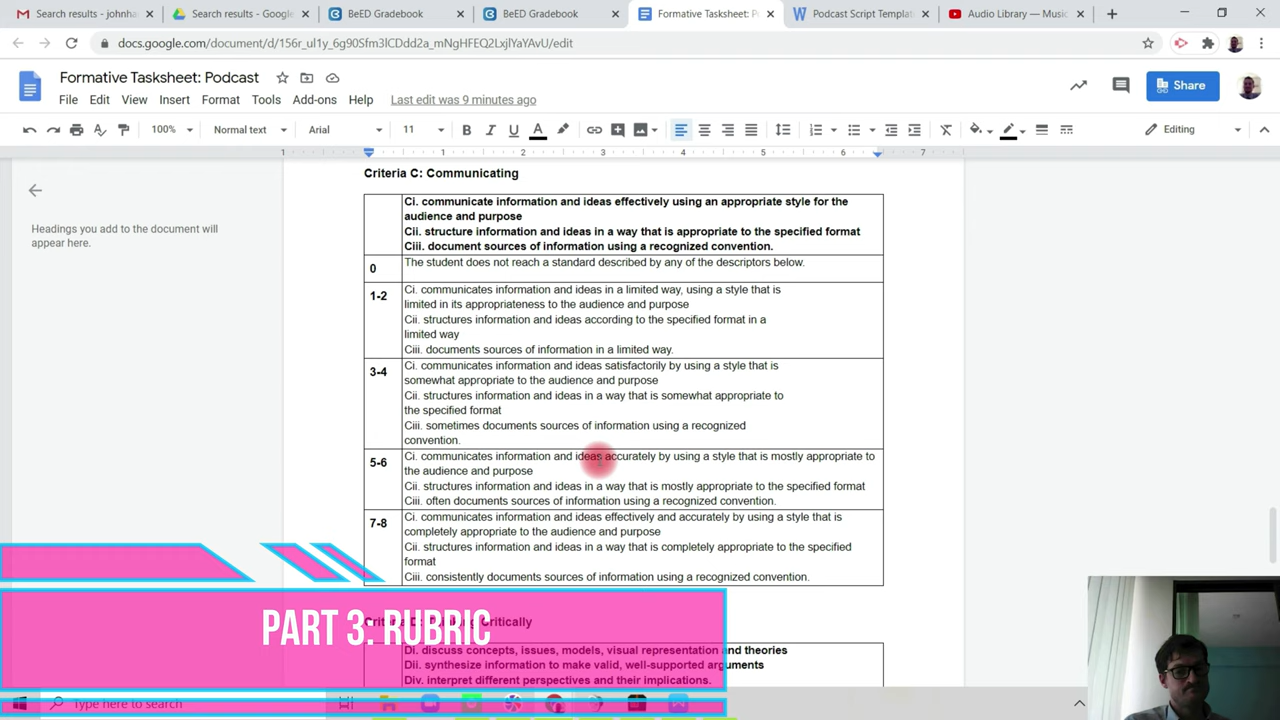 Search results - johnha
Search results - Google
BeED Gradebook
BeED Gradebook
Formative Tasksheet: P
Podcast Script Templat
Audio Library — Music
docs.google.com/document/d/156r_ul1y_6g90Sfm3lCDdd2a_mNgHFEQ2LxjlYaYAvU/edit
Formative Tasksheet: Podcast
File Edit View Insert Format Tools Add-ons Help Last edit was 9 minutes ago
Share
100% Normal text Arial 11 Editing
1 1 2 3 4 5 6 7
Headings you add to the document will
appear here.
Criteria C: Communicating
Ci. communicate information and ideas effectively using an appropriate style for the
audience and purpose
Cii. structure information and ideas in a way that is appropriate to the specified format
Ciii. document sources of information using a recognized convention.
0 The student does not reach a standard described by any of the descriptors below.
1-2 Ci. communicates information and ideas in a limited way, using a style that is
limited in its appropriateness to the audience and purpose
Cii. structures information and ideas according to the specified format in a
limited way
Ciii. documents sources of information in a limited way.
3-4 Ci. communicates information and ideas satisfactorily by using a style that is
somewhat appropriate to the audience and purpose
Cii. structures information and ideas in a way that is somewhat appropriate to
the specified format
Ciii. sometimes documents sources of information using a recognized
convention.
5-6 Ci. communicates information and ideas accurately by using a style that is mostly appropriate to
the audience and purpose
Cii. structures information and ideas in a way that is mostly appropriate to the specified format
Ciii. often documents sources of information using a recognized convention.
7-8 Ci. communicates information and ideas effectively and accurately by using a style that is
completely appropriate to the audience and purpose
Cii. structures information and ideas in a way that is completely appropriate to the specified
format
Ciii. consistently documents sources of information using a recognized convention.
PART 3: RUBRIC
Critically
Di. discuss concepts, issues, models, visual representation and theories
Dii. synthesize information to make valid, well-supported arguments
Div. interpret different perspectives and their implications.
Type here to search